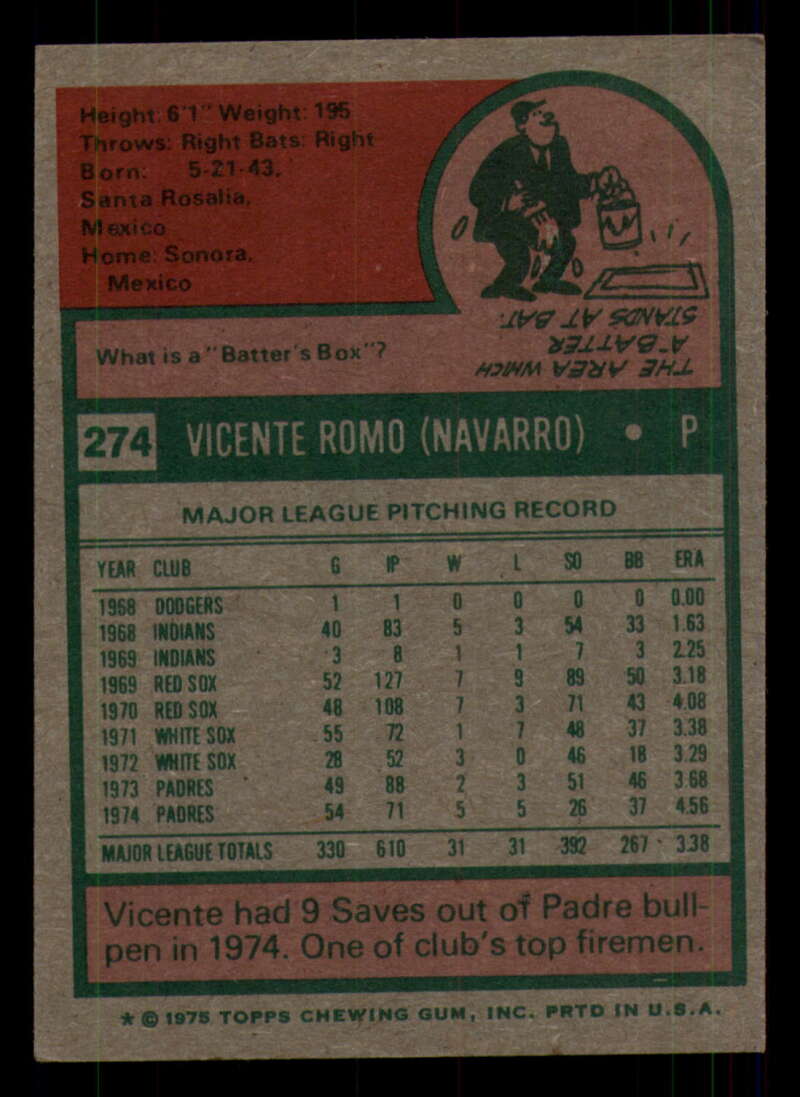 Height: 6'1" Weight: 195
Throws: Right Bats: Right
Born: 5-21-43,
Santa Rosalia,
Mexico
Home: Sonora,
Mexico
What is a "Batter's Box"?
THE AREA WHICH
A BATTER
STANDS AT BAT.
274 VICENTE ROMO (NAVARRO) • P
MAJOR LEAGUE PITCHING RECORD
YEAR CLUB G IP W L SO BB ERA
1968 DODGERS 1 1 0 0 0 0 0.00
1968 INDIANS 40 83 5 3 54 33 1.63
1969 INDIANS 3 8 1 1 7 3 2.25
1969 RED SOX 52 127 7 9 89 50 3.18
1970 RED SOX 48 108 7 3 71 43 4.08
1971 WHITE SOX 55 72 1 7 48 37 3.38
1972 WHITE SOX 28 52 3 0 46 18 3.29
1973 PADRES 49 88 2 3 51 46 3.68
1974 PADRES 54 71 5 5 26 37 4.56
MAJOR LEAGUE TOTALS 330 610 31 31 392 267 3.38
Vicente had 9 Saves out of Padre bull-
pen in 1974. One of club's top firemen.
* © 1975 TOPPS CHEWING GUM, INC. PRTD IN U.S.A.